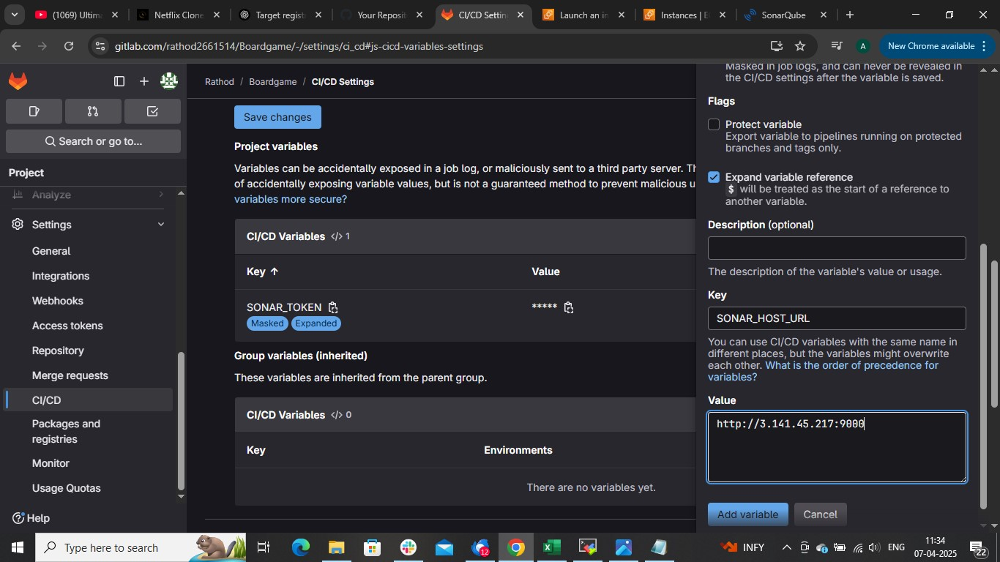 (1069) Ultima
Netflix Clone
Target regist
Your Reposit
CI/CD Settin
Launch an in
Instances | E
SonarQube
gitlab.com/rathod2661514/Boardgame/-/settings/ci_cd#js-cicd-variables-settings
A
New Chrome available
Search or go to...
Project
Analyze
Settings
General
Integrations
Webhooks
Access tokens
Repository
Merge requests
CI/CD
Packages and
registries
Monitor
Usage Quotas
Help
Rathod / Boardgame / CI/CD Settings
Save changes
Project variables
Variables can be accidentally exposed in a job log, or maliciously sent to a third party server. Th
of accidentally exposing variable values, but is not a guaranteed method to prevent malicious u
variables more secure?
CI/CD Variables </> 1
Key ↑ Value
SONAR_TOKEN *****
Masked Expanded
Group variables (inherited)
These variables are inherited from the parent group.
CI/CD Variables </> 0
Key Environments
There are no variables yet.
Masked in job logs, and can never be revealed in
the CI/CD settings after the variable is saved.
Flags
Protect variable
Export variable to pipelines running on protected
branches and tags only.
Expand variable reference
$ will be treated as the start of a reference to
another variable.
Description (optional)
The description of the variable's value or usage.
Key
SONAR_HOST_URL
You can use CI/CD variables with the same name in
different places, but the variables might overwrite
each other. What is the order of precedence for
variables?
Value
http://3.141.45.217:9000
Add variable Cancel
Type here to search
12
INFY
ENG
11:34
07-04-2025
22